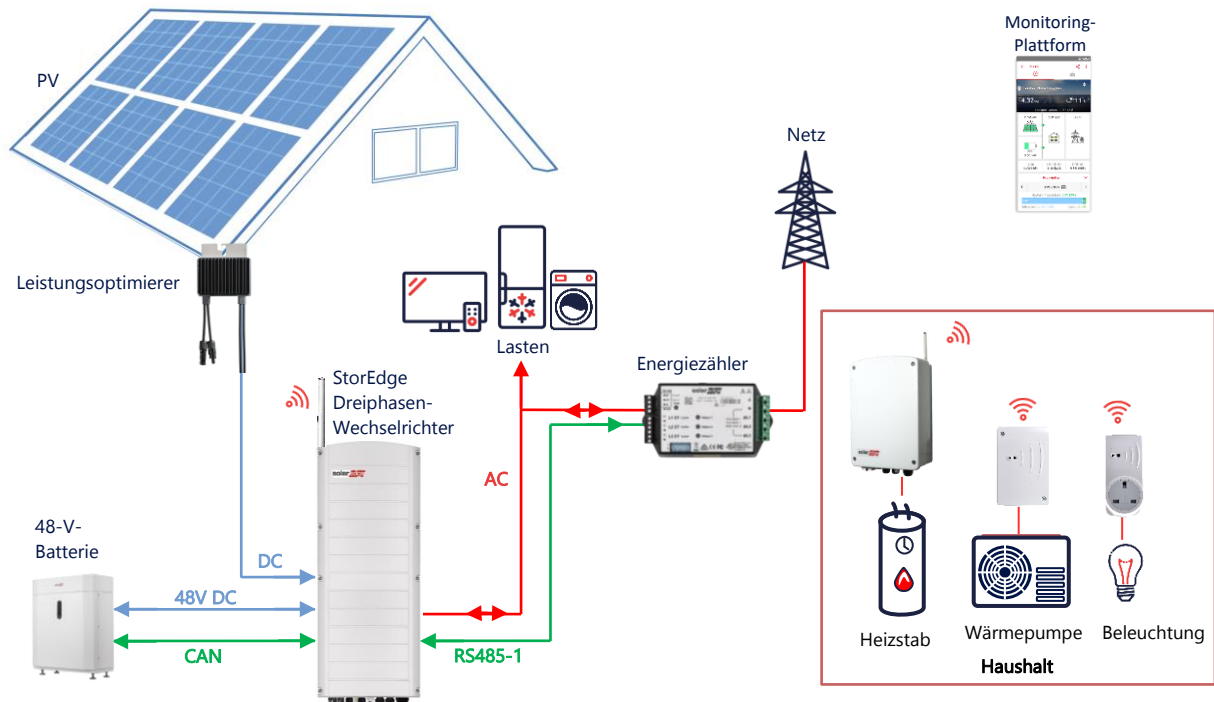 Monitoring-
Plattform
PV
Netz
Leistungsoptimierer
Lasten
Energiezähler
StorEdge
Dreiphasen-
Wechselrichter
solaredge
AC
48-V-
Batterie
DC
48V DC
CAN
RS485-1
Heizstab
Wärmepumpe
Beleuchtung
Haushalt